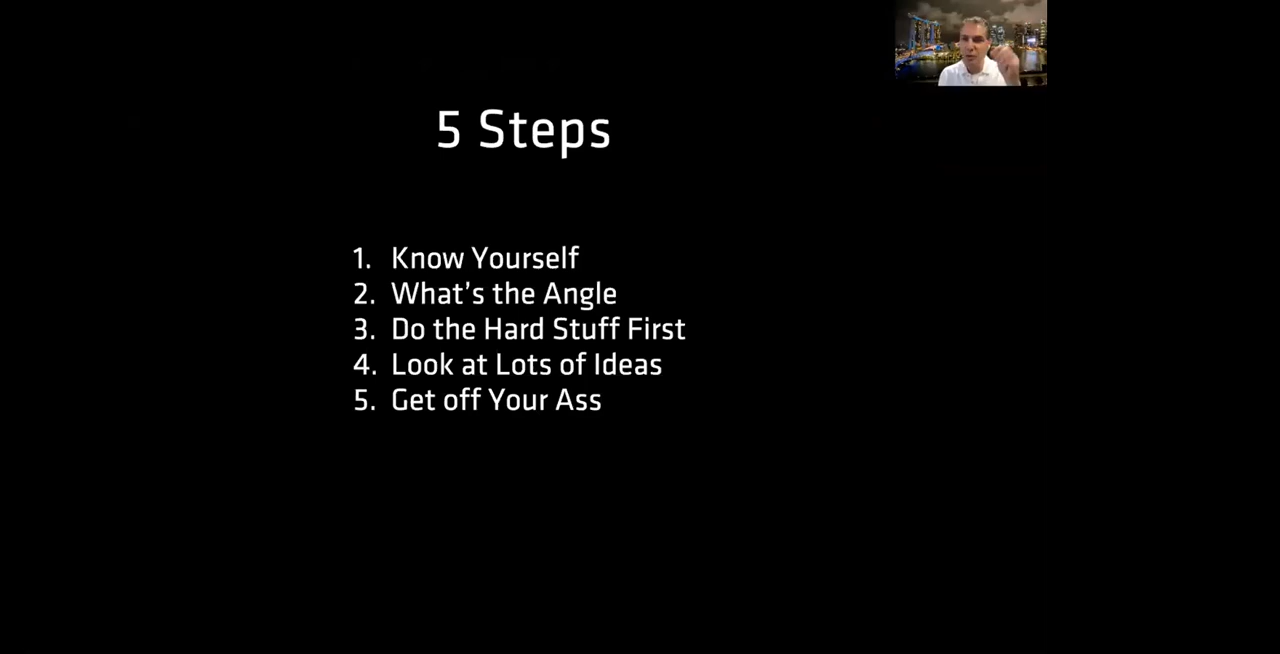 5 Steps
1. Know Yourself
2. What's the Angle
3. Do the Hard Stuff First
4. Look at Lots of Ideas
5. Get off Your Ass